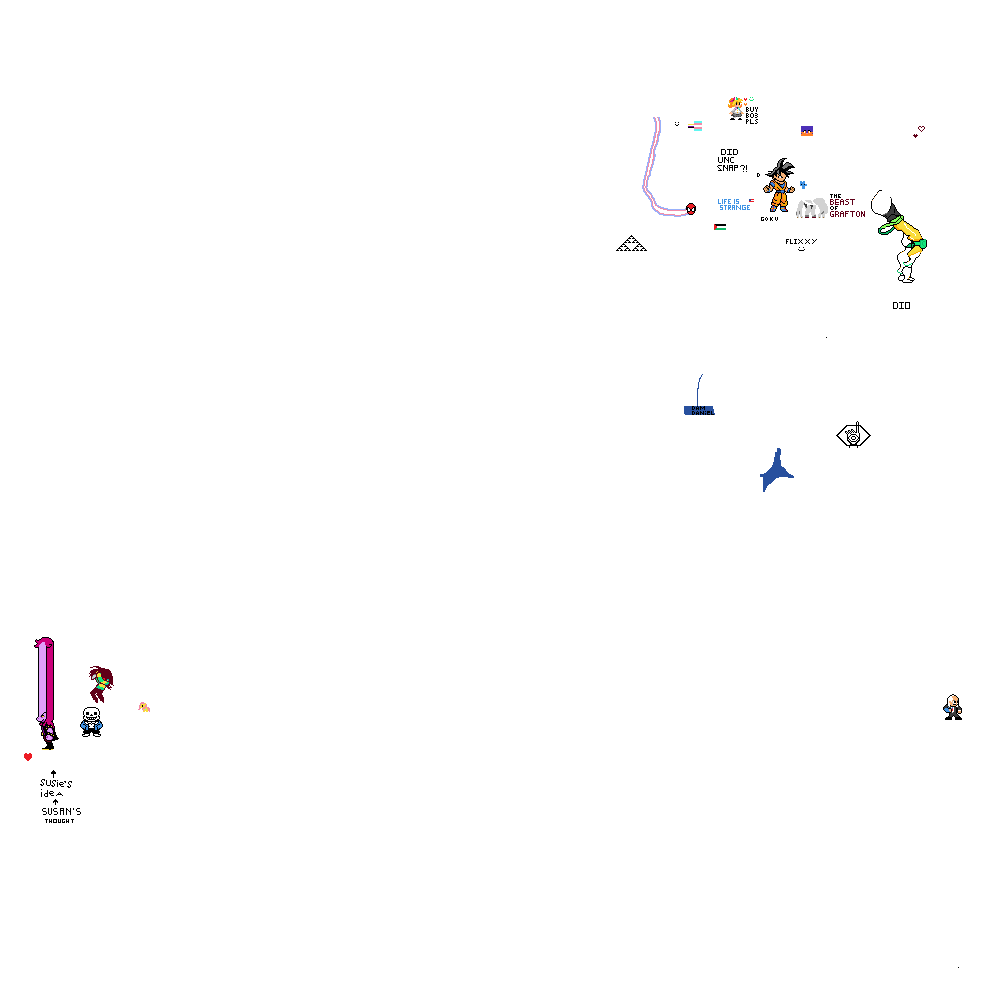 BUY
BOB
PLS
DID
UNC
SNAP?!
D
LIFE IS
STRANGE
THE
BEAST
OF
GRAFTON
GOKU
FLIXXY
DIO
DAM
DANIEL
SUSIE'S
ideA
SUSAN'S
THOUGHT